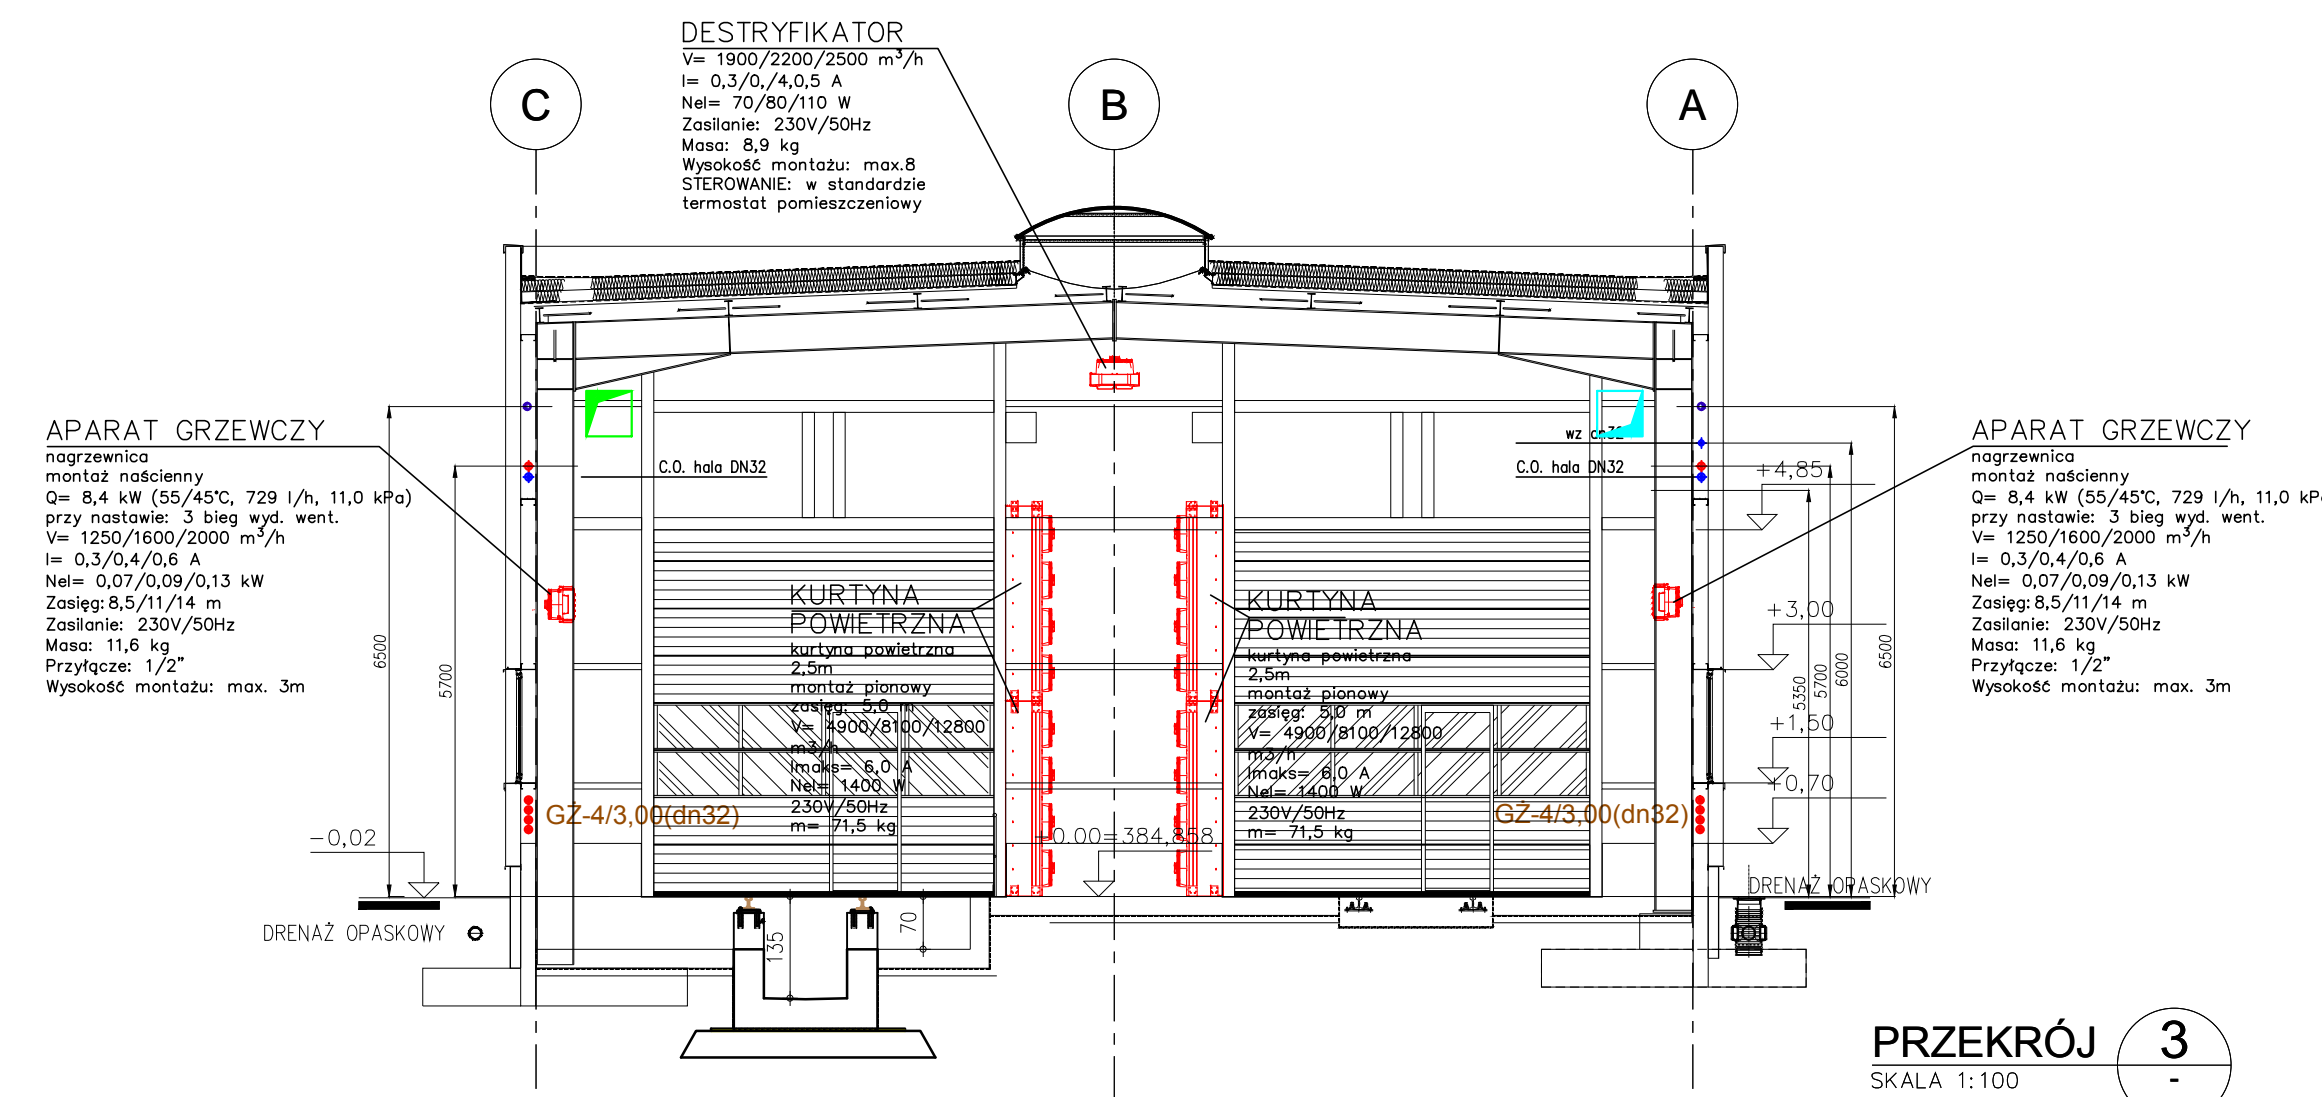 DESTRYFIKATOR
V= 1900/2200/2500 m³/h
I= 0,3/0,/4,0,5 A
Nel= 70/80/110 W
Zasilanie: 230V/50Hz
Masa: 8,9 kg
Wysokość montażu: max.8
STEROWANIE: w standardzie
termostat pomieszczeniowy
C
B
A
APARAT GRZEWCZY
nagrzewnica
montaż naścienny
Q= 8,4 kW (55/45°C, 729 l/h, 11,0 kPa)
przy nastawie: 3 bieg wyd. went.
V= 1250/1600/2000 m³/h
I= 0,3/0,4/0,6 A
Nel= 0,07/0,09/0,13 kW
Zasięg: 8,5/11/14 m
Zasilanie: 230V/50Hz
Masa: 11,6 kg
Przyłącze: 1/2"
Wysokość montażu: max. 3m
6500
5700
C.O. hala DN32
KURTYNA
POWIETRZNA
kurtyna powietrzna
2,5m
montaż pionowy
zasięg: 5,0 m
V= 4900/8100/12800
m3/h
Imaks= 6,0 A
Nel= 1400 W
230V/50Hz
m= 71,5 kg
GŻ-4/3,00(dn32)
KURTYNA
POWIETRZNA
kurtyna powietrzna
2,5m
montaż pionowy
zasięg: 5,0 m
V= 4900/8100/12800
m3/h
Imaks= 6,0 A
Nel= 1400 W
230V/50Hz
m= 71,5 kg
GŻ-4/3,00(dn32)
wz dn32
C.O. hala DN32
+4,85
+3,00
+1,50
+0,70
5350
5700
6000
6500
APARAT GRZEWCZY
nagrzewnica
montaż naścienny
Q= 8,4 kW (55/45°C, 729 l/h, 11,0 kP
przy nastawie: 3 bieg wyd. went.
V= 1250/1600/2000 m³/h
I= 0,3/0,4/0,6 A
Nel= 0,07/0,09/0,13 kW
Zasięg: 8,5/11/14 m
Zasilanie: 230V/50Hz
Masa: 11,6 kg
Przyłącze: 1/2"
Wysokość montażu: max. 3m
-0,02
±0.00=384,858
DRENAŻ OPASKOWY
DRENAŻ OPASKOWY
135
70
PRZEKRÓJ
3
SKALA 1:100
-